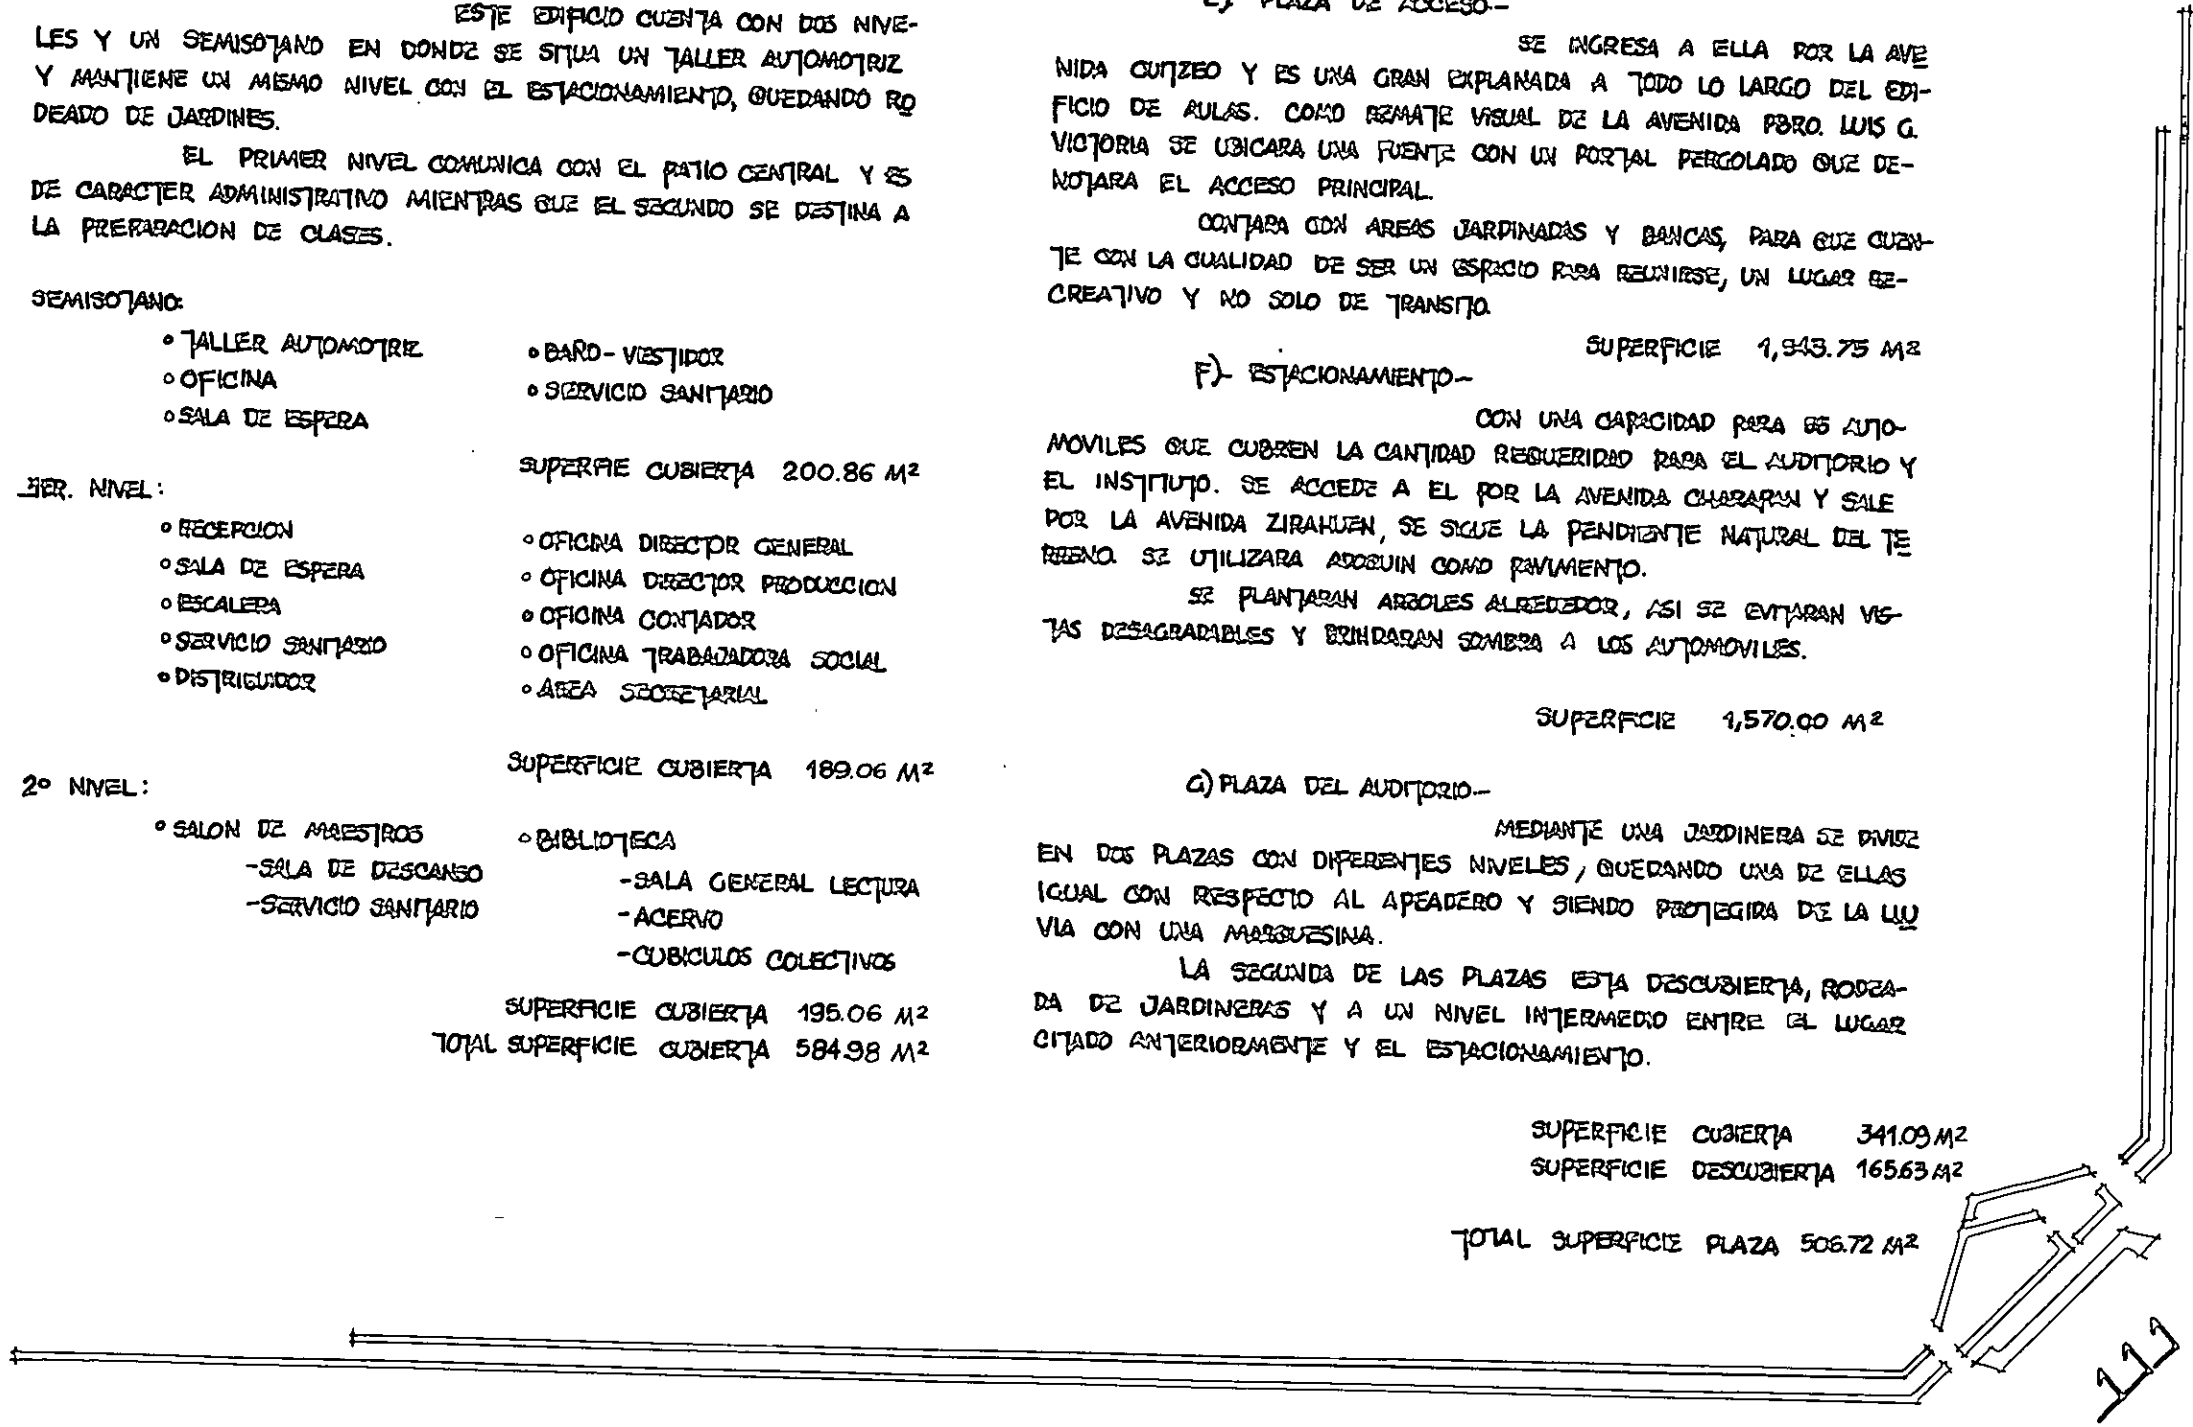 ESTE EDIFICIO CUENTA CON DOS NIVE-
LES Y UN SEMISOTANO EN DONDE SE SITUA UN TALLER AUTOMOTRIZ
Y MANTIENE UN MISMO NIVEL CON EL ESTACIONAMIENTO, QUEDANDO RO
DEADO DE JARDINES.
EL PRIMER NIVEL COMUNICA CON EL PATIO CENTRAL Y ES
DE CARACTER ADMINISTRATIVO MIENTRAS QUE EL SEGUNDO SE DESTINA A
LA PREPARACION DE CLASES.
SEMISOTANO:
° TALLER AUTOMOTRIZ
° OFICINA
° SALA DE ESPERA
° BAÑO - VESTIDOR
° SERVICIO SANITARIO
SUPERFIE CUBIERTA 200.86 M²
1ER. NIVEL:
° RECEPCION
° SALA DE ESPERA
° ESCALERA
° SERVICIO SANITARIO
° DISTRIBUIDOR
° OFICINA DIRECTOR GENERAL
° OFICINA DIRECTOR PRODUCCION
° OFICINA CONTADOR
° OFICINA TRABAJADORA SOCIAL
° AREA SECRETARIAL
SUPERFICIE CUBIERTA 189.06 M²
2º NIVEL:
° SALON DE MAESTROS
-SALA DE DESCANSO
-SERVICIO SANITARIO
° BIBLIOTECA
-SALA GENERAL LECTURA
-ACERVO
-CUBICULOS COLECTIVOS
SUPERFICIE CUBIERTA 195.06 M²
TOTAL SUPERFICIE CUBIERTA 584.98 M²
E) PLAZA DE ACCESO.-
SE INGRESA A ELLA POR LA AVE
NIDA CUITZEO Y ES UNA GRAN EXPLANADA A TODO LO LARGO DEL EDI-
FICIO DE AULAS. COMO REMATE VISUAL DE LA AVENIDA PBRO. LUIS G.
VICTORIA SE UBICARA UNA FUENTE CON UN PORTAL PERGOLADO QUE DE-
NOTARA EL ACCESO PRINCIPAL.
CONTARA CON AREAS JARDINADAS Y BANCAS, PARA QUE CUEN-
TE CON LA CUALIDAD DE SER UN ESPACIO PARA REUNIRSE, UN LUGAR RE-
CREATIVO Y NO SOLO DE TRANSITO.
SUPERFICIE M²
F).- ESTACIONAMIENTO.-
CON UNA CAPACIDAD PARA AUTO-
MOVILES QUE CUBREN LA CANTIDAD REQUERIDAD PARA EL AUDITORIO Y
EL INSTITUTO. SE ACCEDE A EL POR LA AVENIDA CHARAPAN Y SALE
POR LA AVENIDA ZIRAHUEN, SE SIGUE LA PENDIENTE NATURAL DEL TE
RRENO. SE UTILIZARA ADOQUIN COMO PAVIMENTO.
SE PLANTARAN ARBOLES ALREDEDOR, ASI SE EVITARAN VIS-
TAS DESAGRADABLES Y BRINDARAN SOMBRA A LOS AUTOMOVILES.
SUPERFICIE 1,570.00 M²
G) PLAZA DEL AUDITORIO.-
MEDIANTE UNA JARDINERA SE DIVIDE
EN DOS PLAZAS CON DIFERENTES NIVELES, QUEDANDO UNA DE ELLAS
IGUAL CON RESPECTO AL APEADERO Y SIENDO PROTEGIDA DE LA LLU
VIA CON UNA MARQUESINA.
LA SEGUNDA DE LAS PLAZAS ESTA DESCUBIERTA, RODEA-
DA DE JARDINERAS Y A UN NIVEL INTERMEDIO ENTRE EL LUGAR
CITADO ANTERIORMENTE Y EL ESTACIONAMIENTO.
SUPERFICIE CUBIERTA 341.09 M²
SUPERFICIE DESCUBIERTA 165.63 M²
TOTAL SUPERFICIE PLAZA 506.72 M²
111